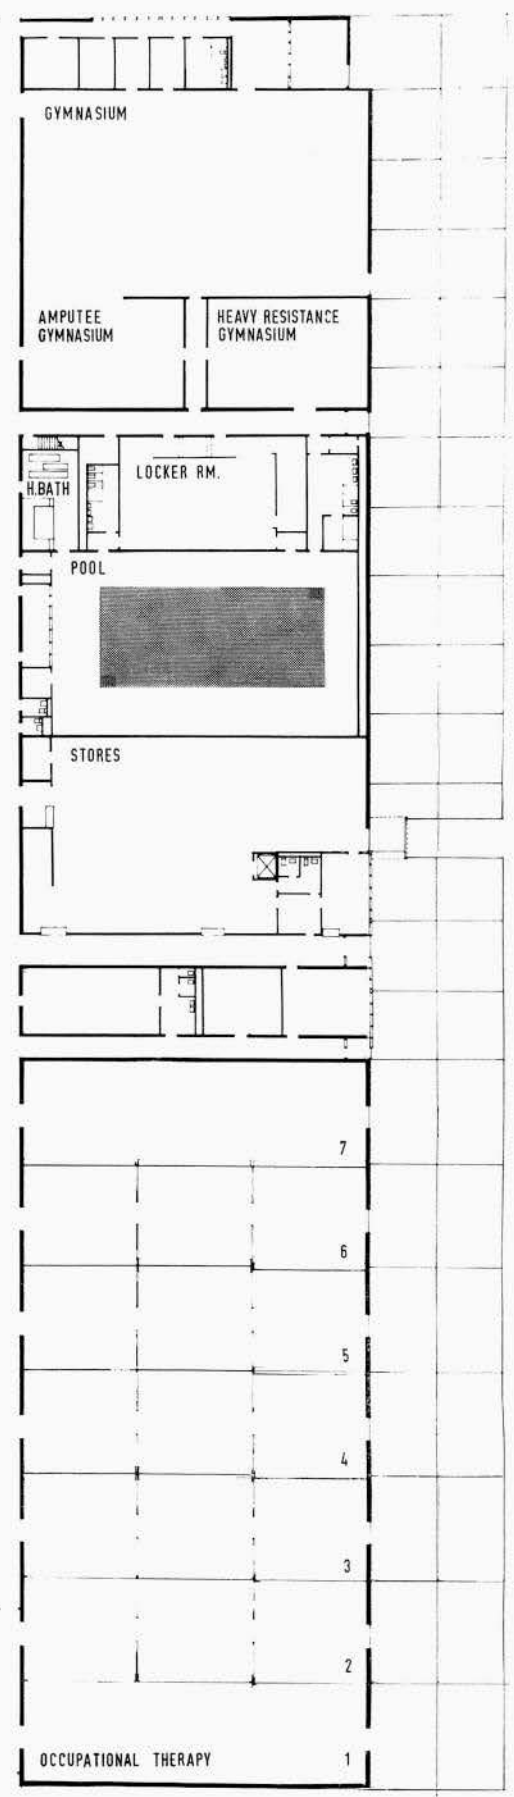 GYMNASIUM
AMPUTEE
GYMNASIUM
HEAVY RESISTANCE
GYMNASIUM
LOCKER RM.
H.BATH
POOL
STORES
7
6
5
4
3
2
OCCUPATIONAL THERAPY 1